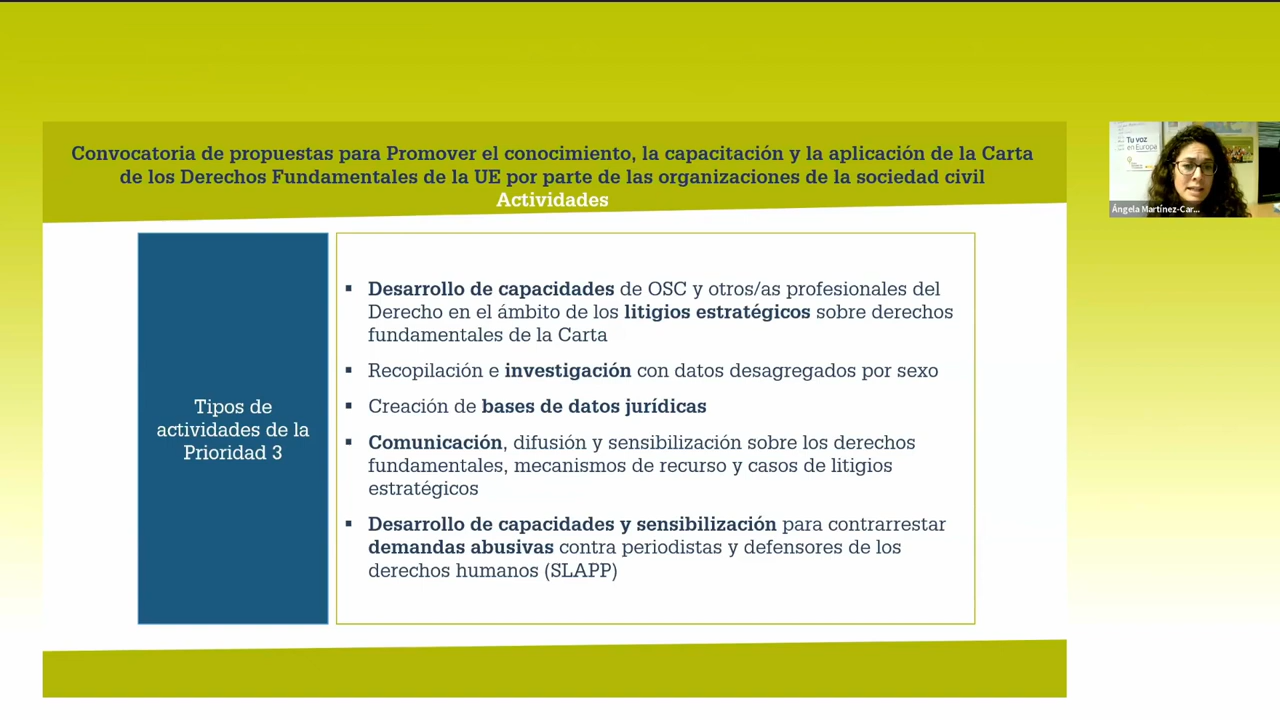 Convocatoria de propuestas para Promover el conocimiento, la capacitación y la aplicación de la Carta
de los Derechos Fundamentales de la UE por parte de las organizaciones de la sociedad civil
Actividades
Tipos de
actividades de la
Prioridad 3
▪ Desarrollo de capacidades de OSC y otros/as profesionales del
Derecho en el ámbito de los litigios estratégicos sobre derechos
fundamentales de la Carta
▪ Recopilación e investigación con datos desagregados por sexo
▪ Creación de bases de datos jurídicas
▪ Comunicación, difusión y sensibilización sobre los derechos
fundamentales, mecanismos de recurso y casos de litigios
estratégicos
▪ Desarrollo de capacidades y sensibilización para contrarrestar
demandas abusivas contra periodistas y defensores de los
derechos humanos (SLAPP)
Tu voz
en Europa
Ángela Martínez-Car...